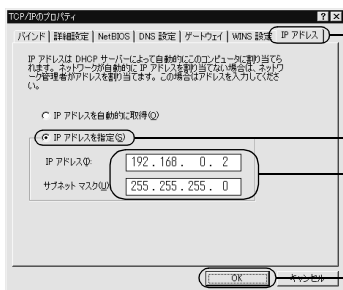 TCP/IPのプロパティ
バインド 詳細設定 NetBIOS DNS 設定 ゲートウェイ WINS 設定 IP アドレス
IP アドレスは DHCP サーバーによって自動的にこのコンピュータに割り当てら
れます。ネットワークが自動的に IP アドレスを割り当てない場合は、ネットワ
ーク管理者がアドレスを割り当てます。この場合はアドレスを入力してくださ
い。
IP アドレスを自動的に取得(O)
IP アドレスを指定(S)
IP アドレス(I):
192.168. 0. 2
サブネット マスク(U):
255.255.255. 0
OK
キャンセル